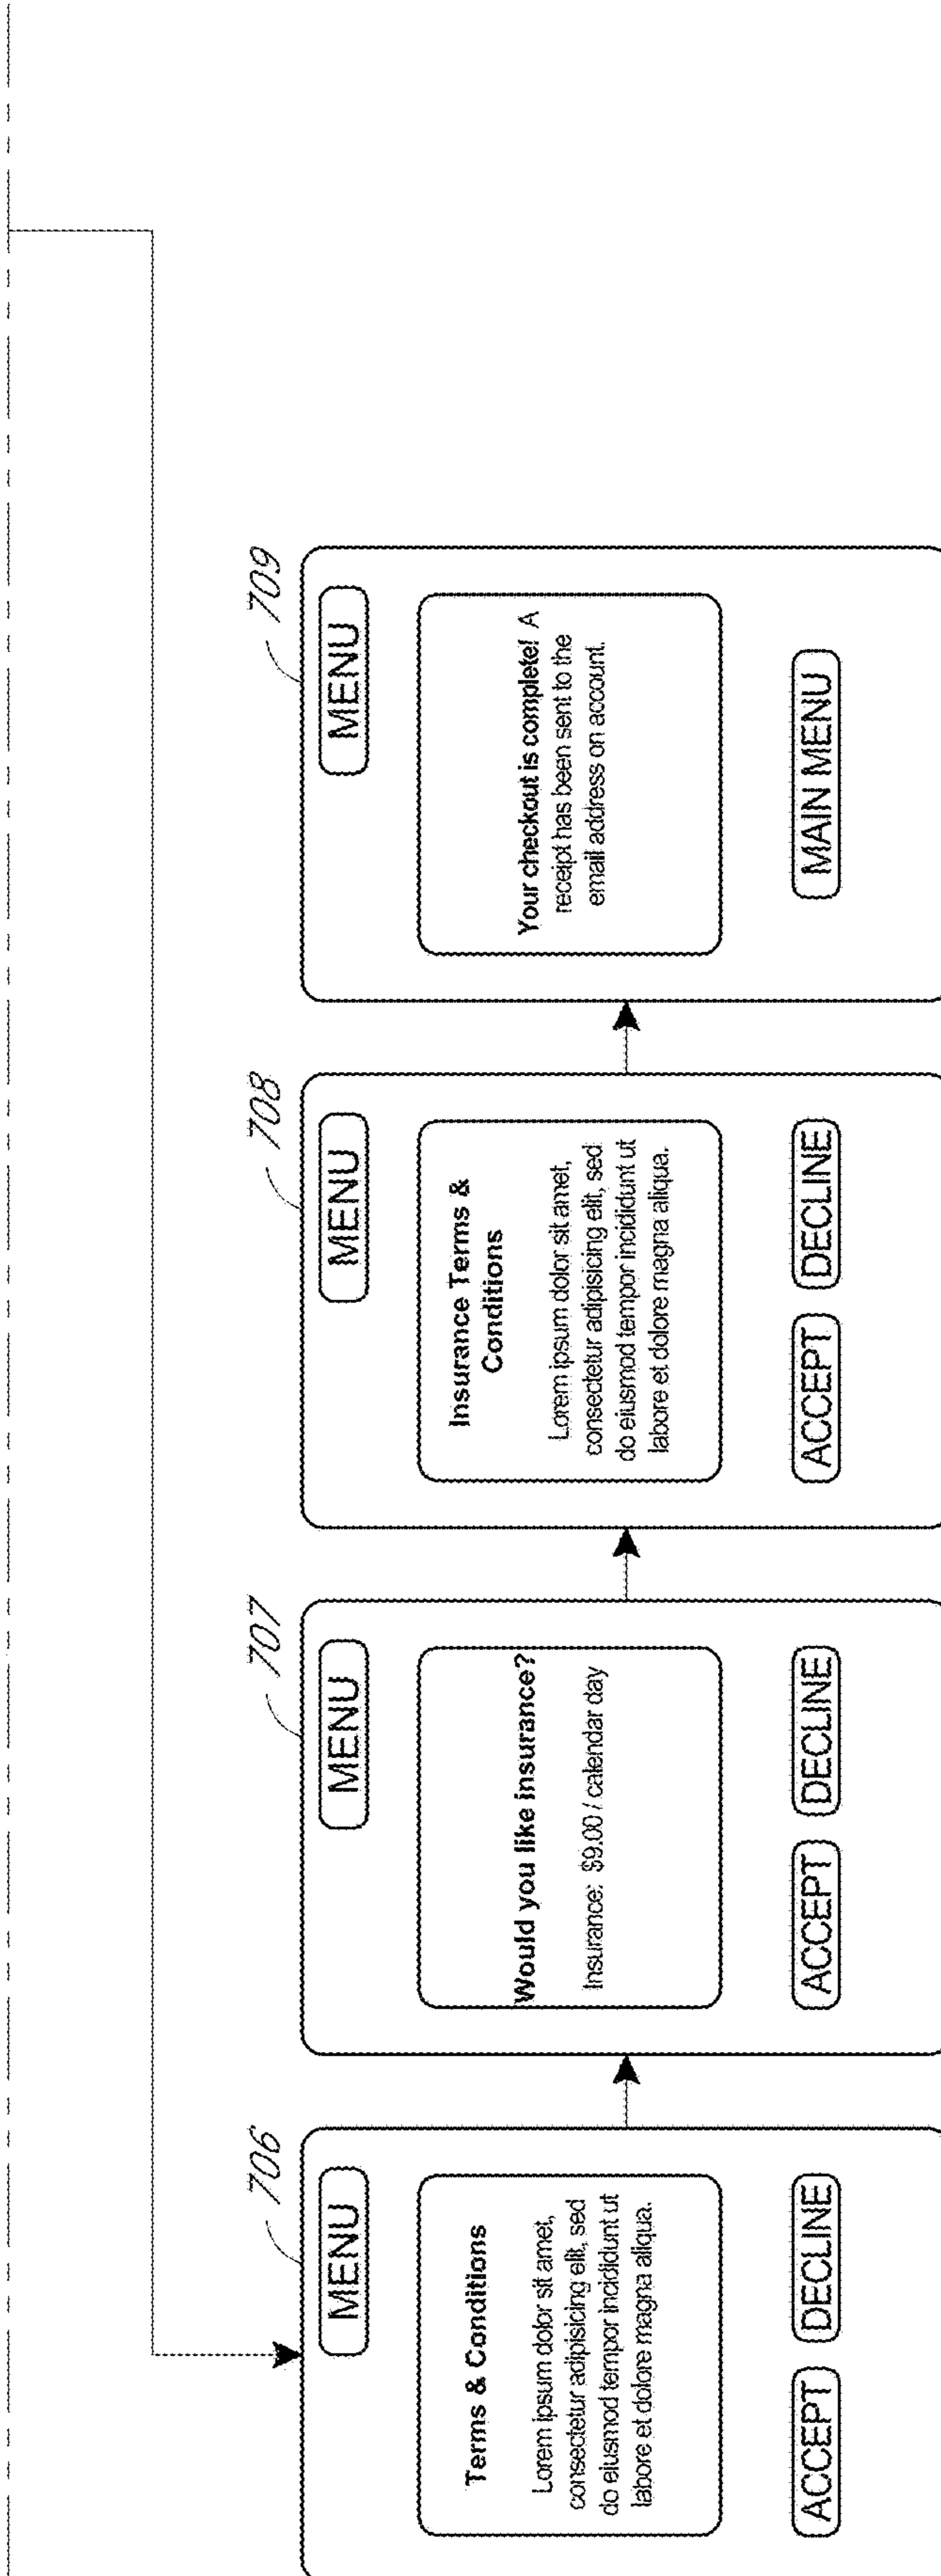 706
MENU
Terms & Conditions
Lorem ipsum dolor sit amet,
consectetur adipisicing elit, sed
do eiusmod tempor incididunt ut
labore et dolore magna aliqua.
ACCEPT DECLINE
707
MENU
Would you like insurance?
Insurance: $9.00 / calendar day
ACCEPT DECLINE
708
MENU
Insurance Terms &
Conditions
Lorem ipsum dolor sit amet,
consectetur adipisicing elit, sed
do eiusmod tempor incididunt ut
labore et dolore magna aliqua.
ACCEPT DECLINE
709
MENU
Your checkout is complete! A
receipt has been sent to the
email address on account.
MAIN MENU